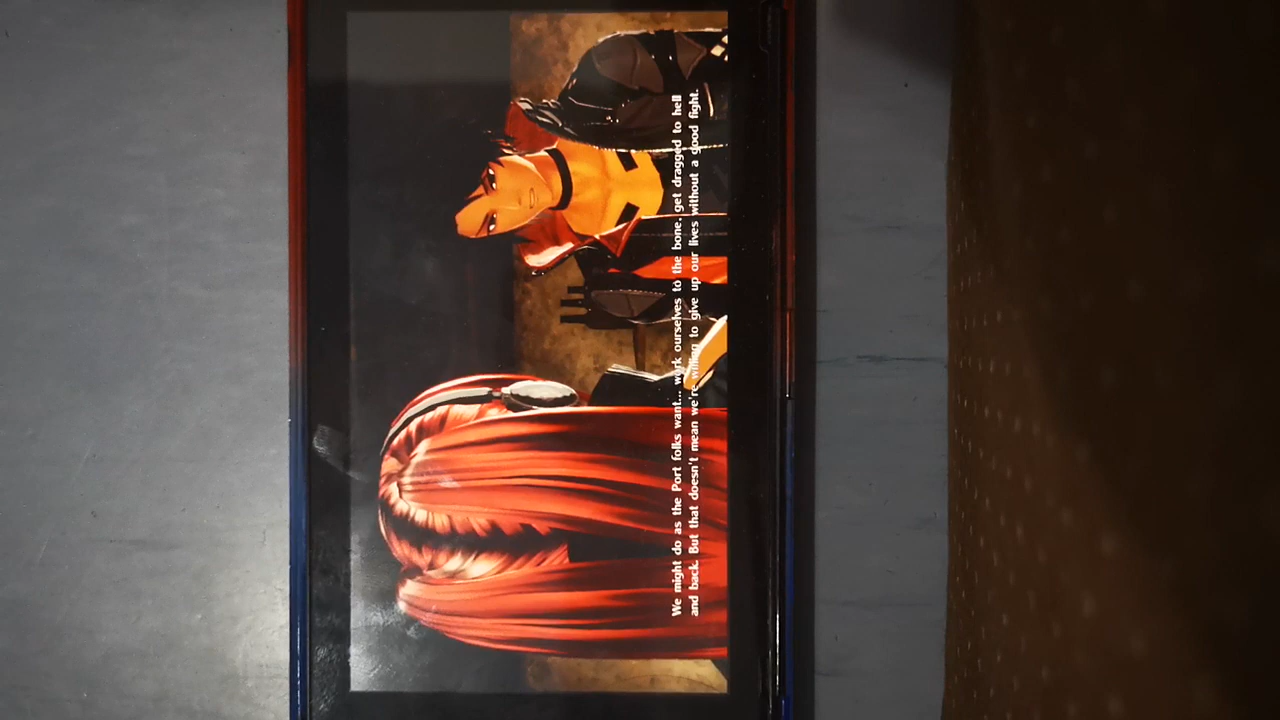 We might do as the Port folks want... work ourselves to the bone, get dragged to hell
and back. But that doesn't mean we're willing to give up our lives without a good fight.